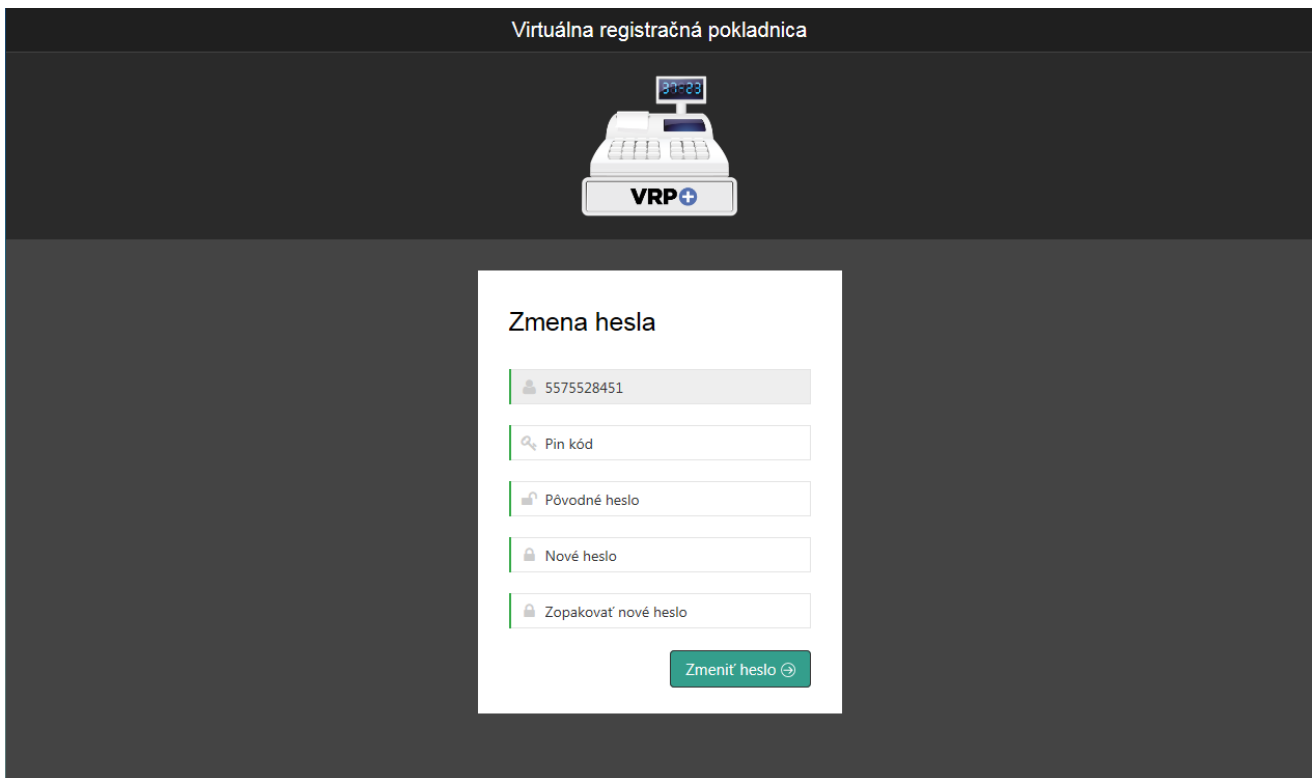 Virtuálna registračná pokladnica
VRP
Zmena hesla
5575528451
Pin kód
Pôvodné heslo
Nové heslo
Zopakovať nové heslo
Zmeniť heslo